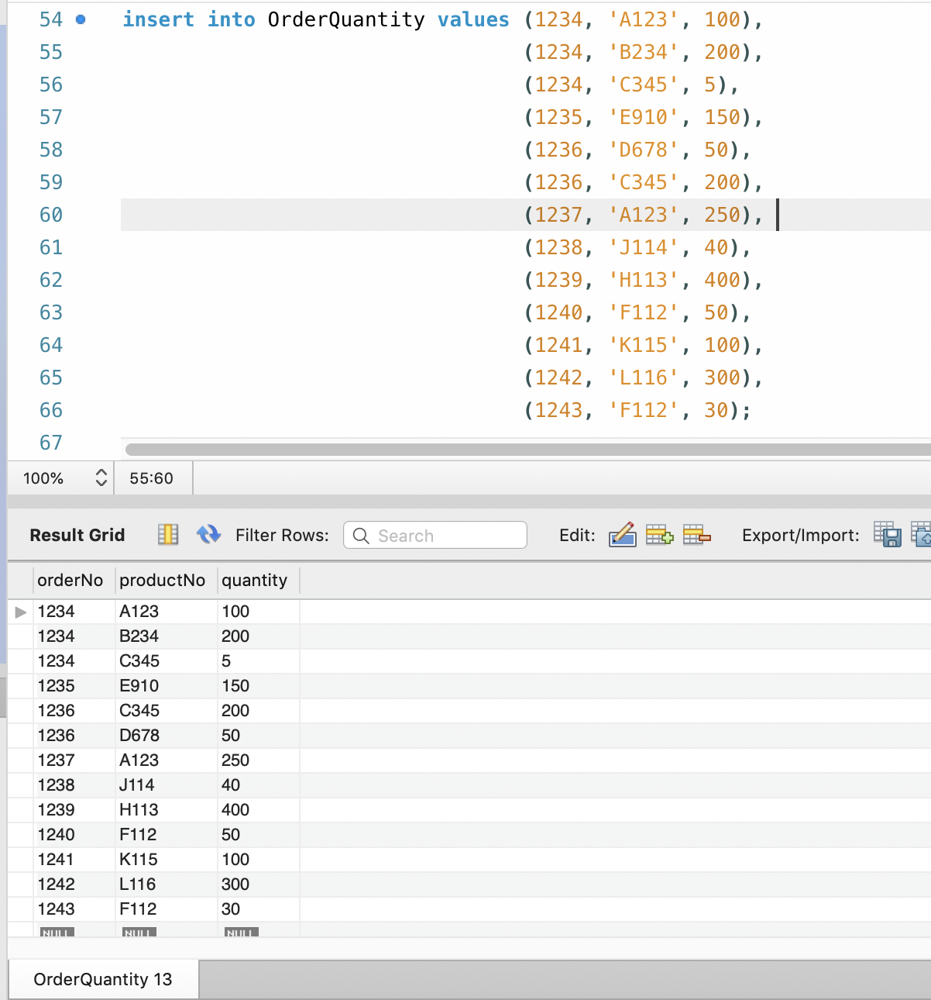 54 insert into OrderQuantity values (1234, 'A123', 100),
55 (1234, 'B234', 200),
56 (1234, 'C345', 5),
57 (1235, 'E910', 150),
58 (1236, 'D678', 50),
59 (1236, 'C345', 200),
60 (1237, 'A123', 250),
61 (1238, 'J114', 40),
62 (1239, 'H113', 400),
63 (1240, 'F112', 50),
64 (1241, 'K115', 100),
65 (1242, 'L116', 300),
66 (1243, 'F112', 30);
67
100% 55:60
Result Grid Filter Rows: Search Edit: Export/Import:
orderNo productNo quantity
1234 A123 100
1234 B234 200
1234 C345 5
1235 E910 150
1236 C345 200
1236 D678 50
1237 A123 250
1238 J114 40
1239 H113 400
1240 F112 50
1241 K115 100
1242 L116 300
1243 F112 30
NULL NULL NULL
OrderQuantity 13